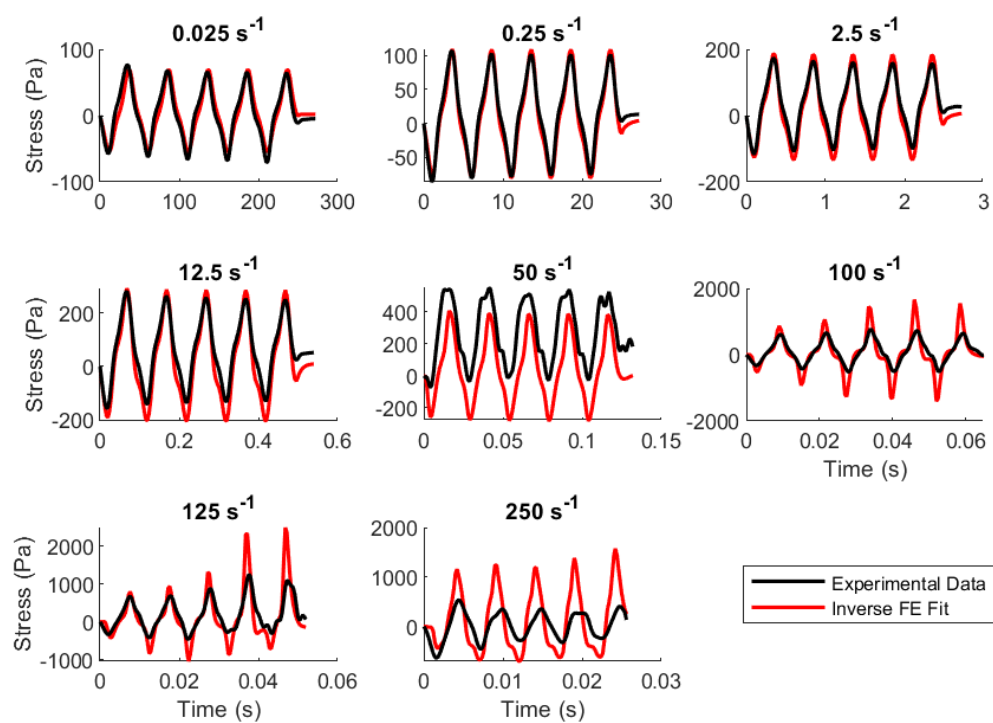 0.025 s⁻¹
0.25 s⁻¹
2.5 s⁻¹
Stress (Pa)
100
0
-100
0 100 200 300
100
50
0
-50
0 10 20 30
200
0
-200
0 1 2 3
12.5 s⁻¹
50 s⁻¹
100 s⁻¹
Stress (Pa)
200
0
-200
0 0.2 0.4 0.6
400
200
0
-200
0 0.05 0.1 0.15
2000
0
-2000
0 0.02 0.04 0.06
Time (s)
125 s⁻¹
250 s⁻¹
Stress (Pa)
2000
1000
0
-1000
0 0.02 0.04 0.06
Time (s)
2000
1000
0
0 0.01 0.02 0.03
Time (s)
Experimental Data
Inverse FE Fit